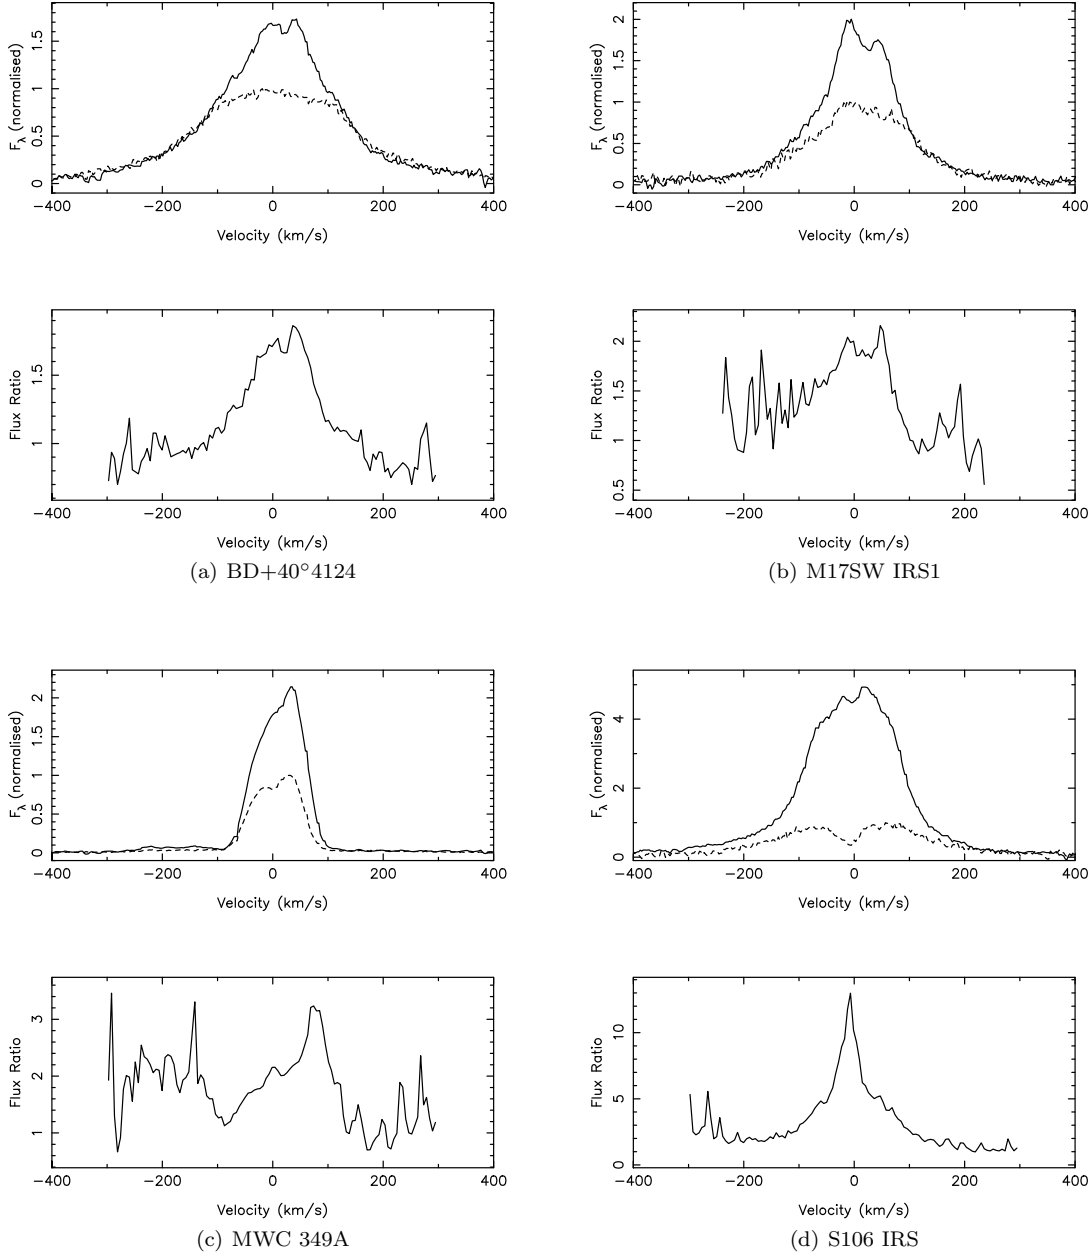 F_λ (normalised)
0 0.5 1 1.5
−400 −200 0 200 400
Velocity (km/s)
F_λ (normalised)
0 0.5 1 1.5 2
−400 −200 0 200 400
Velocity (km/s)
Flux Ratio
1 1.5
−400 −200 0 200 400
Velocity (km/s)
(a) BD+40°4124
Flux Ratio
0.5 1 1.5 2
−400 −200 0 200 400
Velocity (km/s)
(b) M17SW IRS1
F_λ (normalised)
0 0.5 1 1.5 2
−400 −200 0 200 400
Velocity (km/s)
F_λ (normalised)
0 2 4
−400 −200 0 200 400
Velocity (km/s)
Flux Ratio
1 2 3
−400 −200 0 200 400
Velocity (km/s)
(c) MWC 349A
Flux Ratio
0 5 10
−400 −200 0 200 400
Velocity (km/s)
(d) S106 IRS